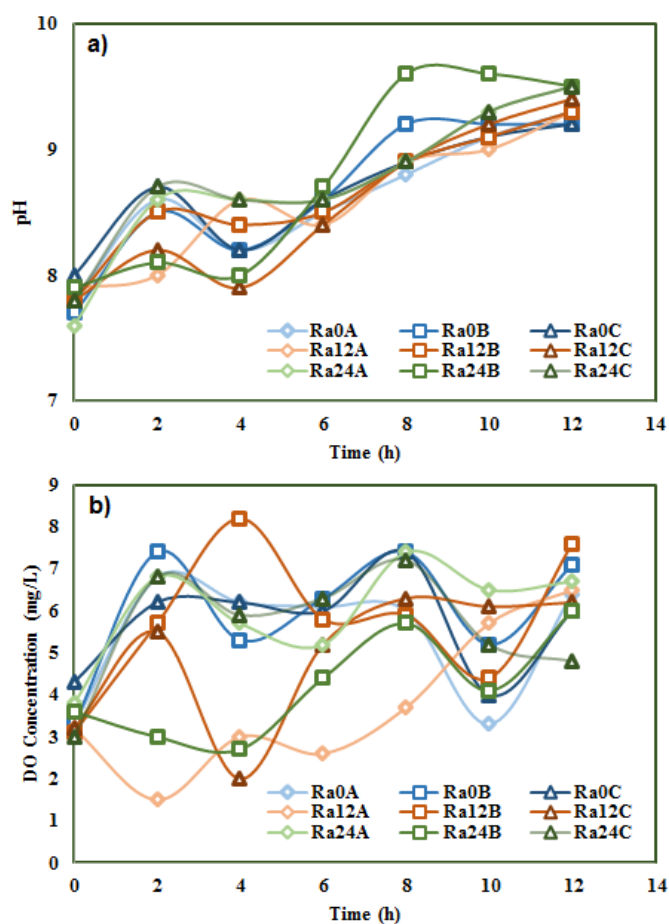 10
a)
9
pH
8
Ra0A Ra0B Ra0C
Ra12A Ra12B Ra12C
Ra24A Ra24B Ra24C
7
0 2 4 6 8 10 12 14
Time (h)
9
b)
8
7
6
5
4
3
2
1
0
DO Concentration (mg/L)
Ra0A Ra0B Ra0C
Ra12A Ra12B Ra12C
Ra24A Ra24B Ra24C
0 2 4 6 8 10 12 14
Time (h)